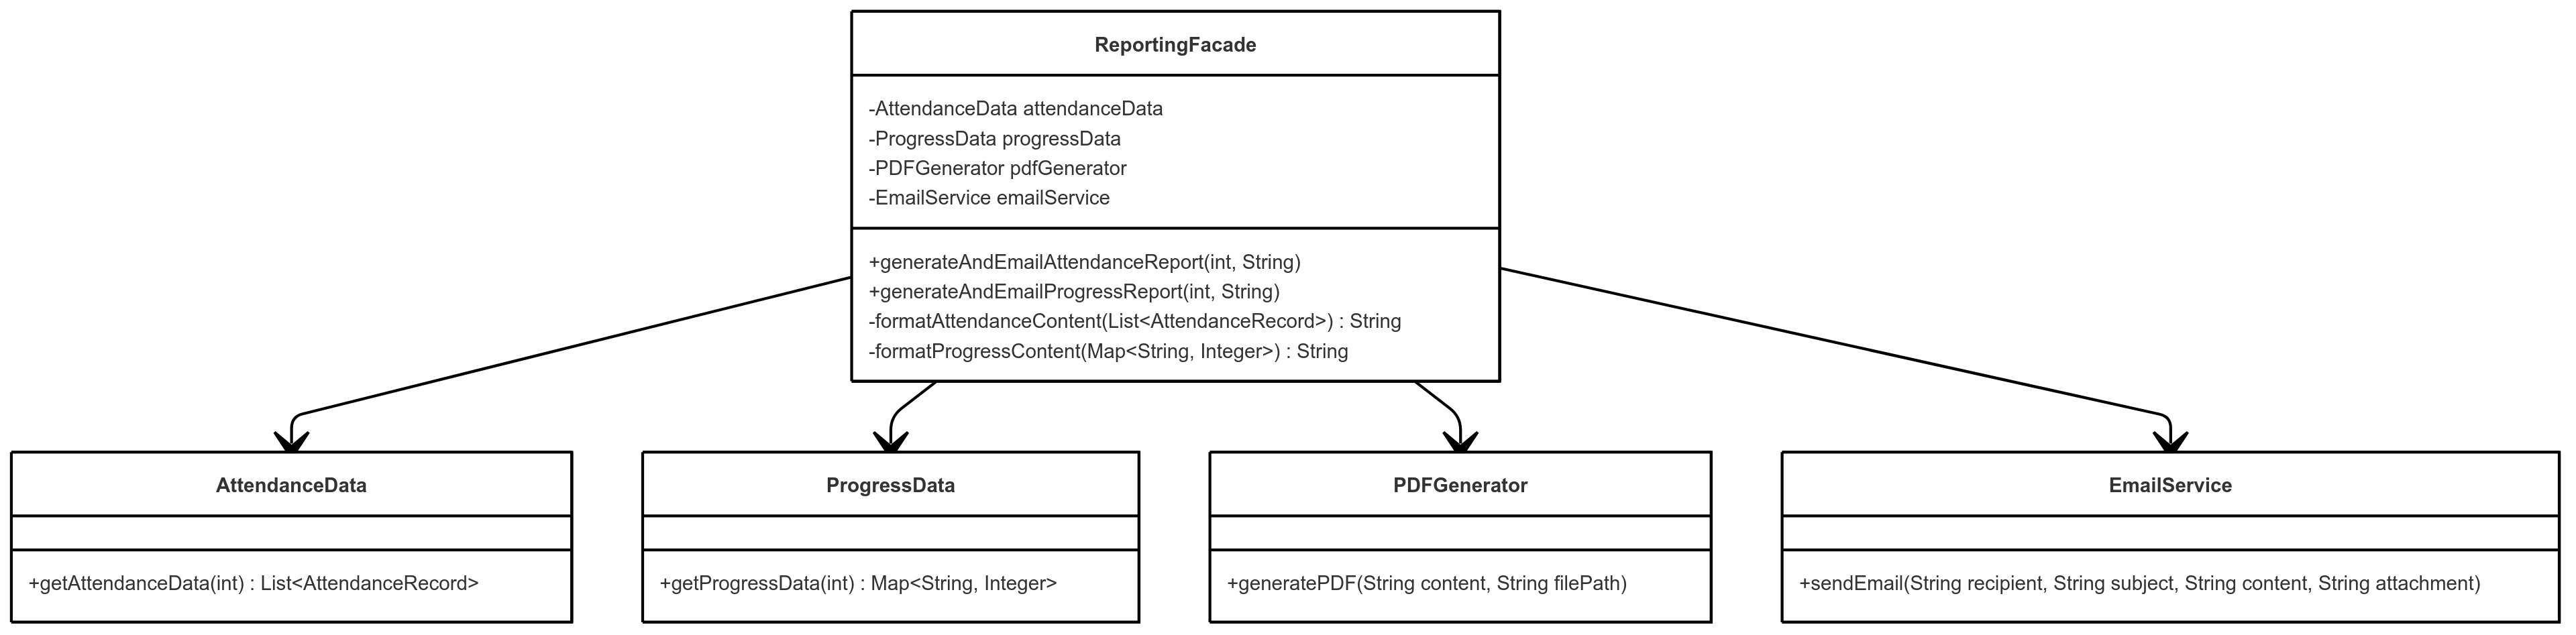 ReportingFacade
-AttendanceData attendanceData
-ProgressData progressData
-PDFGenerator pdfGenerator
-EmailService emailService
+generateAndEmailAttendanceReport(int, String)
+generateAndEmailProgressReport(int, String)
-formatAttendanceContent(List<AttendanceRecord>) : String
-formatProgressContent(Map<String, Integer>) : String
AttendanceData
+getAttendanceData(int) : List<AttendanceRecord>
ProgressData
+getProgressData(int) : Map<String, Integer>
PDFGenerator
+generatePDF(String content, String filePath)
EmailService
+sendEmail(String recipient, String subject, String content, String attachment)